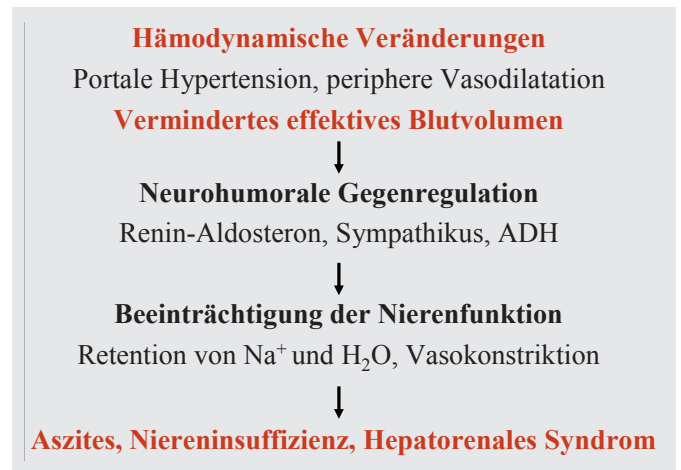 Hämodynamische Veränderungen
Portale Hypertension, periphere Vasodilatation
Vermindertes effektives Blutvolumen
Neurohumorale Gegenregulation
Renin-Aldosteron, Sympathikus, ADH
Beeinträchtigung der Nierenfunktion
Retention von Na⁺ und H₂O, Vasokonstriktion
Aszites, Niereninsuffizienz, Hepatorenales Syndrom